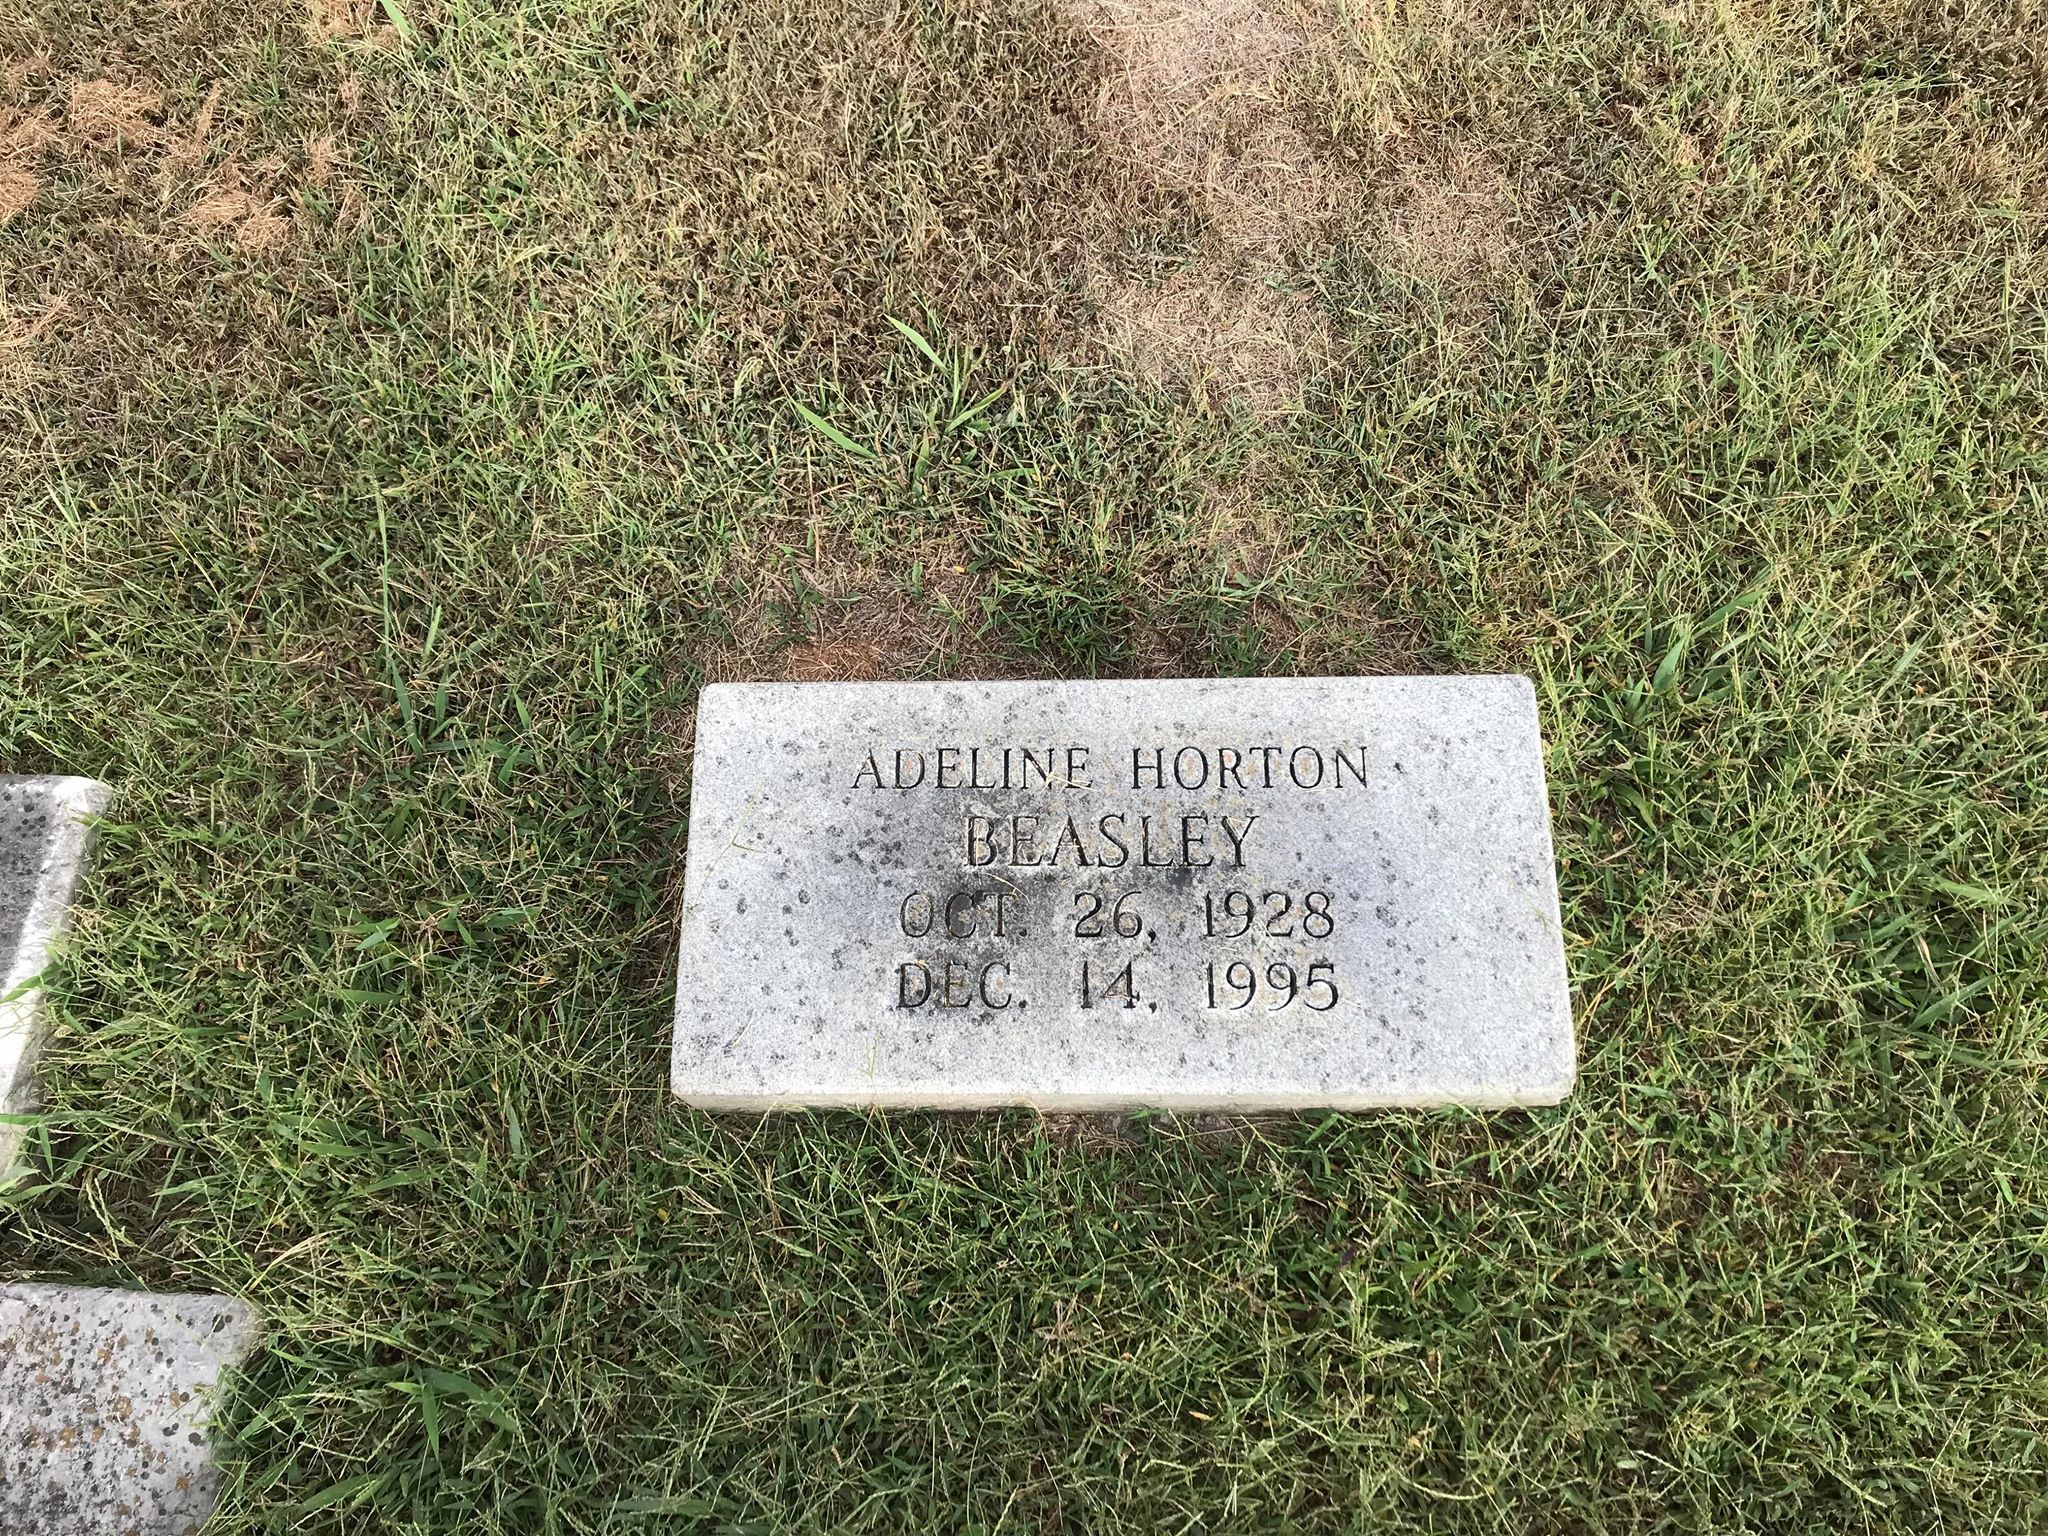 ADELINE HORTON
BEASLEY
OCT. 26, 1928
DEC. 14, 1995